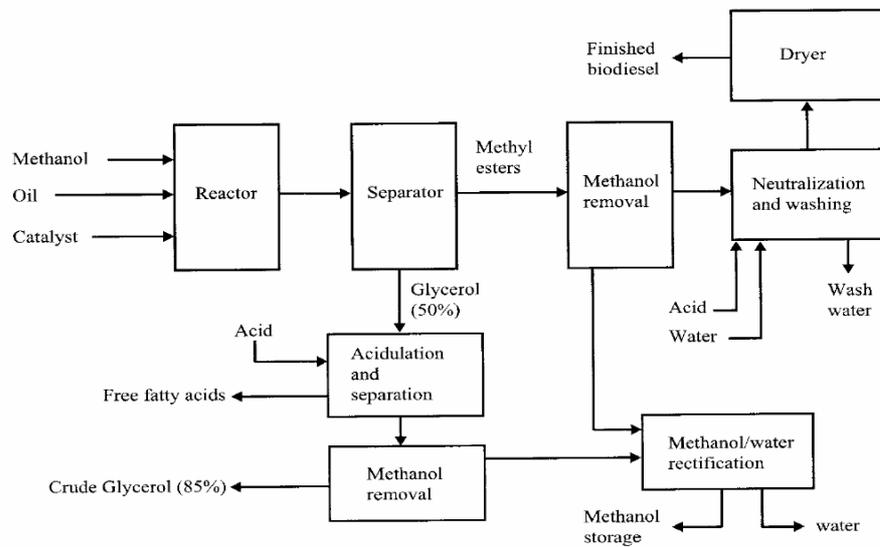 Finished
biodiesel
Dryer
Methanol
Oil
Catalyst
Reactor
Separator
Methyl
esters
Methanol
removal
Neutralization
and washing
Glycerol
(50%)
Acid
Water
Wash
water
Acid
Acidulation
and
separation
Free fatty acids
Methanol
removal
Crude Glycerol (85%)
Methanol/water
rectification
Methanol
storage
water